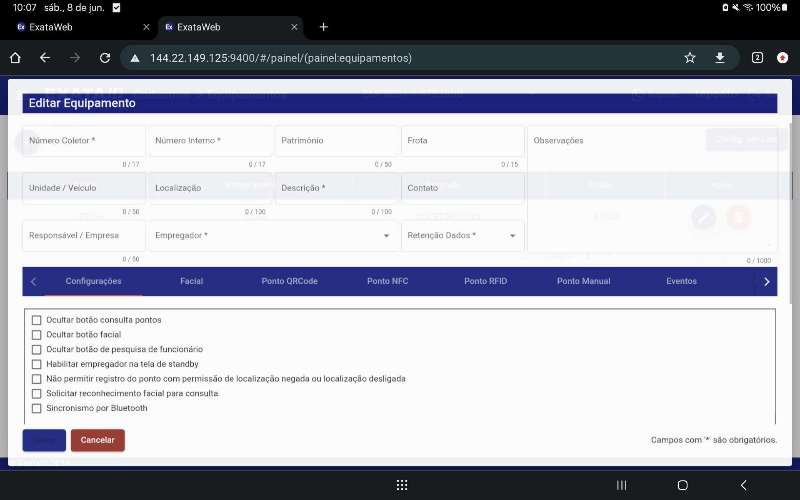 10:07 sáb., 8 de jun.
100%
ExataWeb
ExataWeb
144.22.149.125:9400/#/painel/(painel:equipamentos)
2
Editar Equipamento
Número Coletor *
Número Interno *
Patrimônio
Frota
Observações
0 / 17
0 / 17
0 / 50
0 / 15
Unidade / Veículo
Localização
Descrição *
Contato
0 / 50
0 / 100
0 / 100
Responsável / Empresa
Empregador *
Retenção Dados *
0 / 50
0 / 1000
Configurações
Facial
Ponto QRCode
Ponto NFC
Ponto RFID
Ponto Manual
Eventos
Ocultar botão consulta pontos
Ocultar botão facial
Ocultar botão de pesquisa de funcionário
Habilitar empregador na tela de standby
Não permitir registro do ponto com permissão de localização negada ou localização desligada
Solicitar reconhecimento facial para consulta
Sincronismo por Bluetooth
Cancelar
Campos com '*' são obrigatórios.